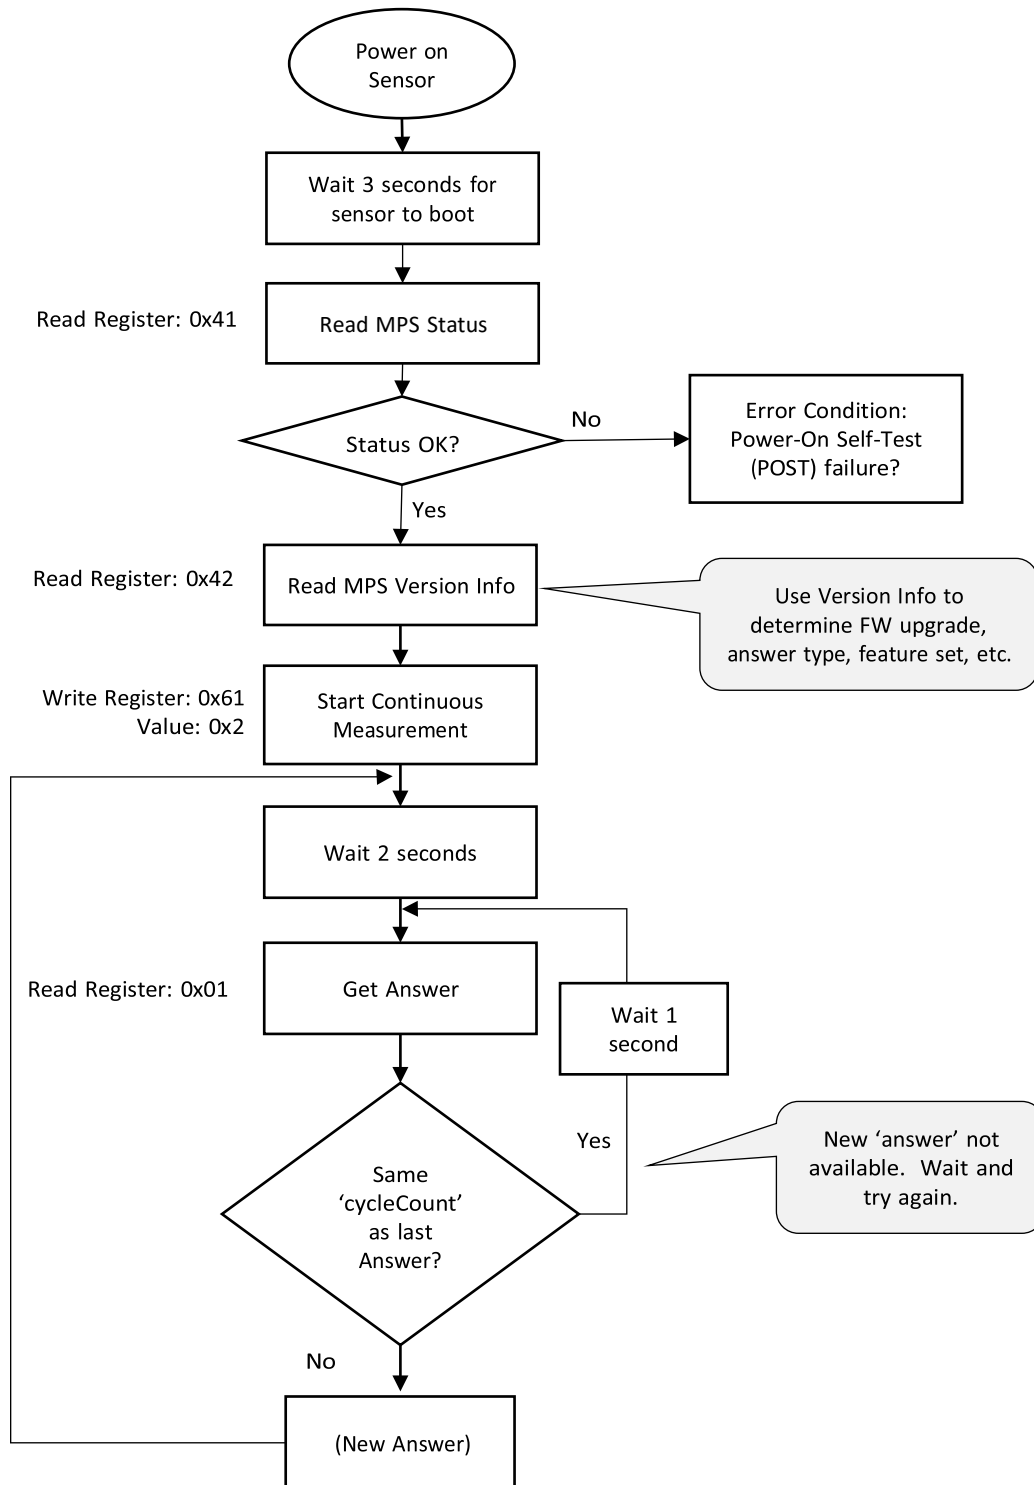 Power on
Sensor
Wait 3 seconds for
sensor to boot
Read Register: 0x41
Read MPS Status
Status OK?
No
Error Condition:
Power-On Self-Test
(POST) failure?
Yes
Read Register: 0x42
Read MPS Version Info
Use Version Info to
determine FW upgrade,
answer type, feature set, etc.
Write Register: 0x61
Value: 0x2
Start Continuous
Measurement
Wait 2 seconds
Read Register: 0x01
Get Answer
Wait 1
second
Yes
New ‘answer’ not
available.  Wait and
try again.
Same
‘cycleCount’
as last
Answer?
No
(New Answer)